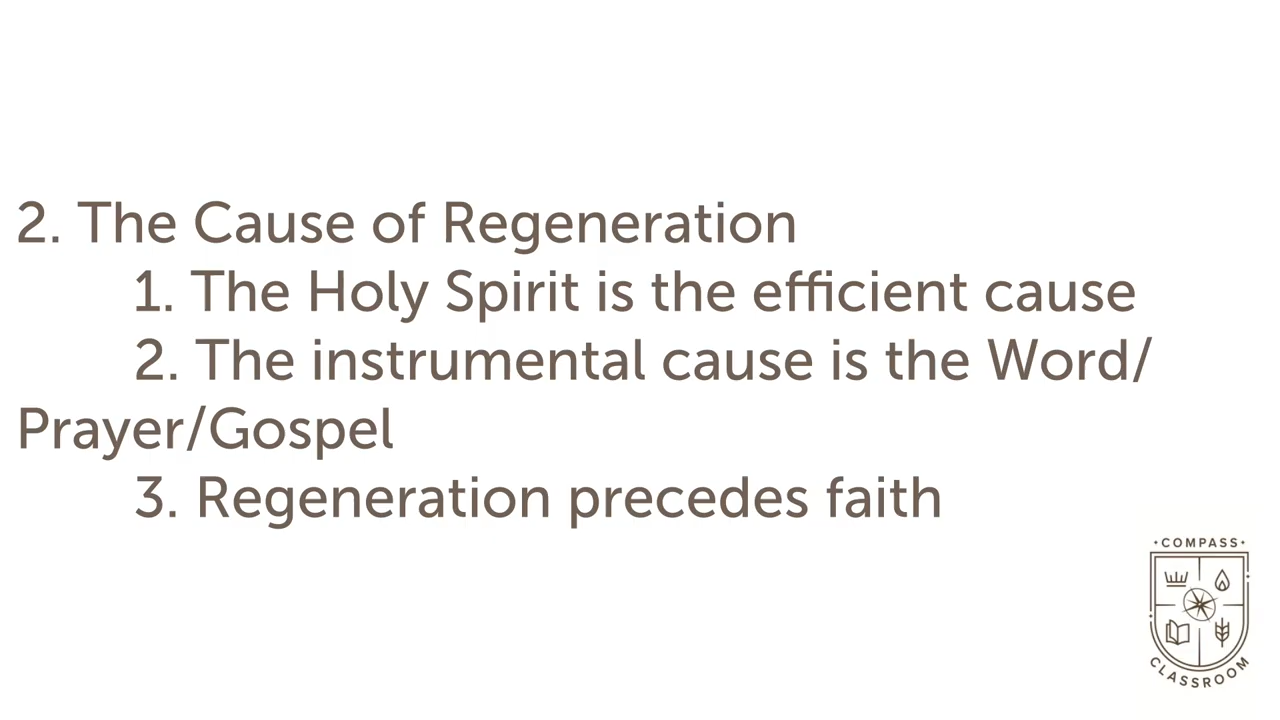 2. The Cause of Regeneration
1. The Holy Spirit is the efficient cause
2. The instrumental cause is the Word/
Prayer/Gospel
3. Regeneration precedes faith
COMPASS
CLASSROOM